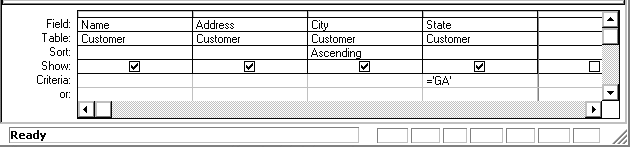 Field: Name Address City State
Table: Customer Customer Customer Customer
Sort: Ascending
Show:
Criteria: ='GA'
or:
Ready